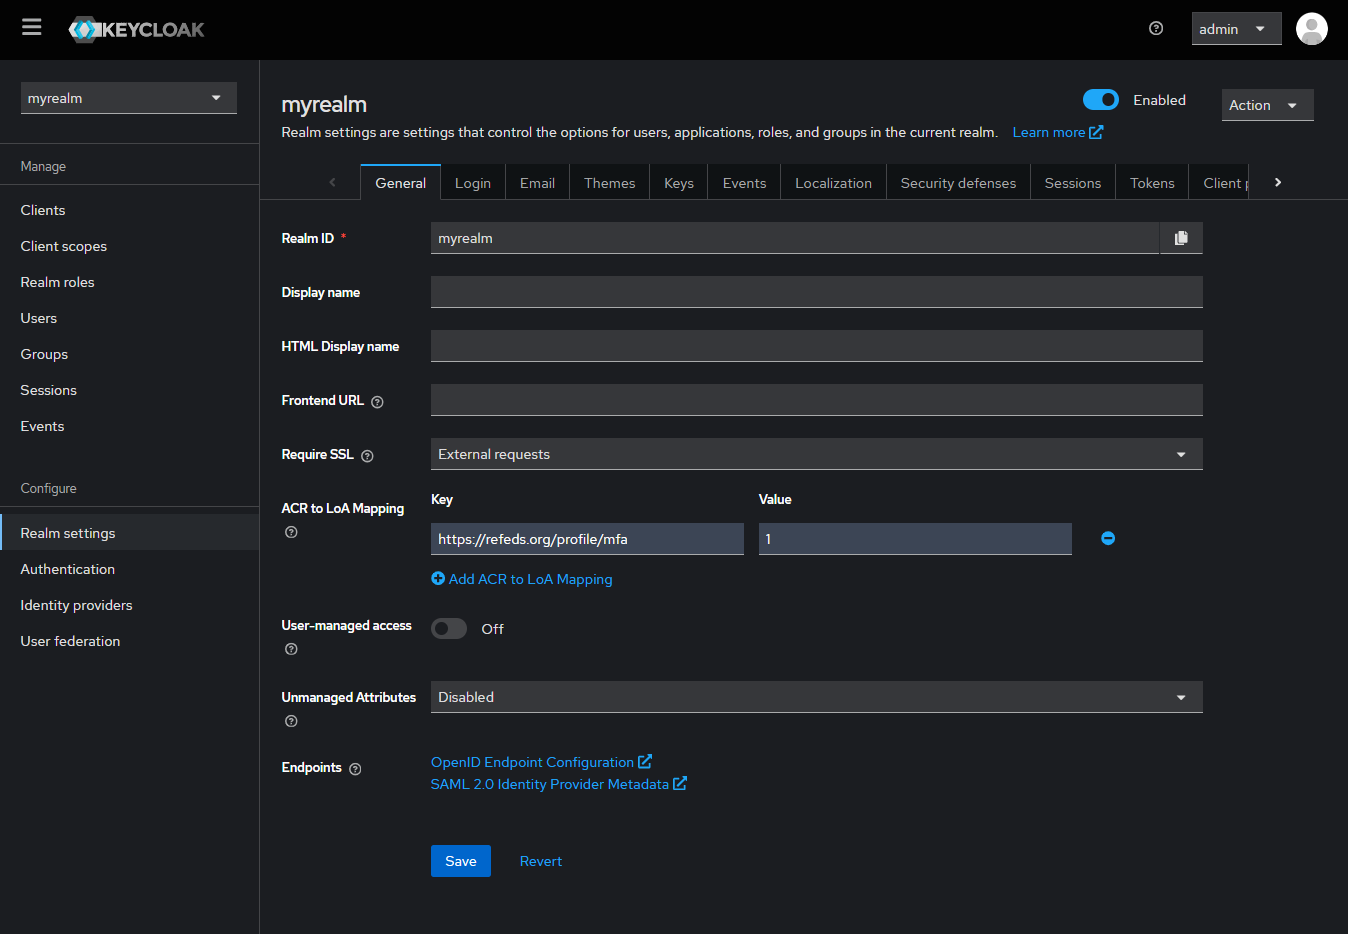 KEYCLOAK
admin
myrealm
Manage
Clients
Client scopes
Realm roles
Users
Groups
Sessions
Events
Configure
Realm settings
Authentication
Identity providers
User federation
myrealm
Enabled
Action
Realm settings are settings that control the options for users, applications, roles, and groups in the current realm. Learn more
General Login Email Themes Keys Events Localization Security defenses Sessions Tokens Client
Realm ID *
myrealm
Display name
HTML Display name
Frontend URL
Require SSL
External requests
ACR to LoA Mapping
Key Value
https://refeds.org/profile/mfa 1
Add ACR to LoA Mapping
User-managed access
Off
Unmanaged Attributes
Disabled
Endpoints
OpenID Endpoint Configuration
SAML 2.0 Identity Provider Metadata
Save Revert